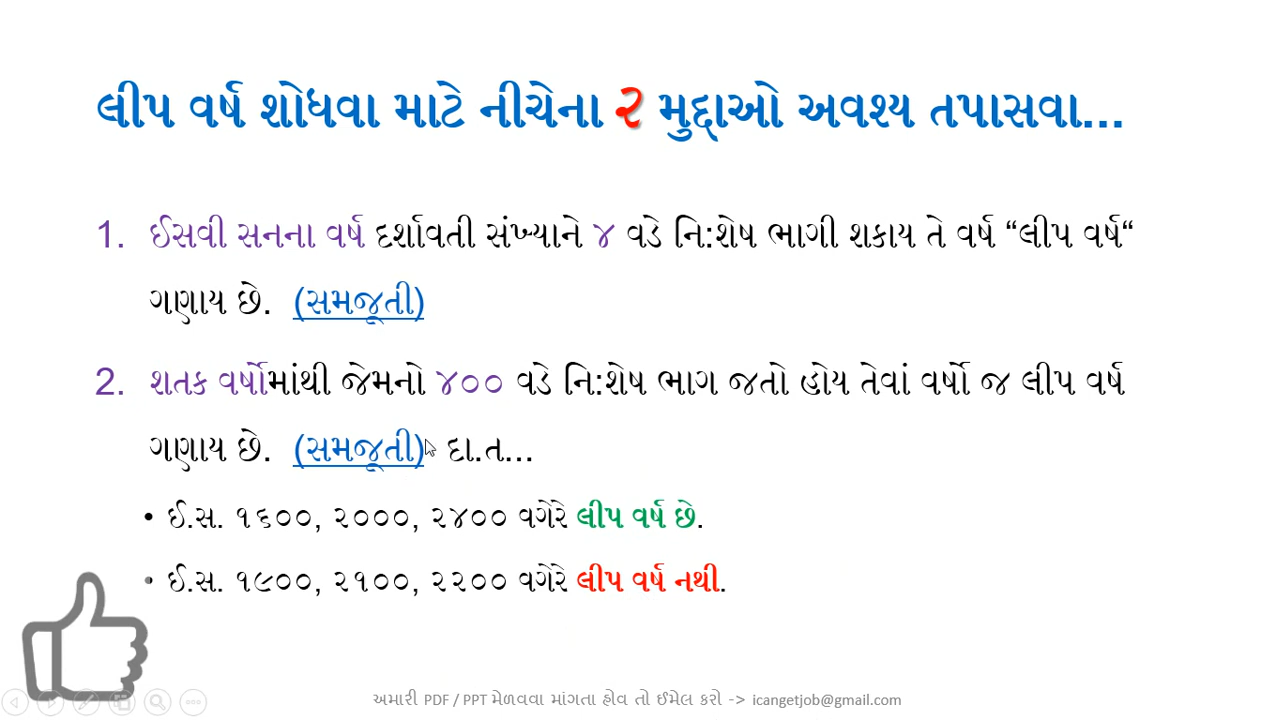 લીપ વર્ષ શોધવા માટે નીચેના ૨ મુદ્દાઓ અવશ્ય તપાસવા...
1. ઈસવી સનના વર્ષ દર્શાવતી સંખ્યાને ૪ વડે નિ:શેષ ભાગી શકાય તે વર્ષ “લીપ વર્ષ“
ગણાય છે. (સમજૂતી)
2. શતક વર્ષોમાંથી જેમનો ૪૦૦ વડે નિ:શેષ ભાગ જતો હોય તેવાં વર્ષો જ લીપ વર્ષ
ગણાય છે. (સમજૂતી) દા.ત...
• ઈ.સ. ૧૬૦૦, ૨૦૦૦, ૨૪૦૦ વગેરે લીપ વર્ષ છે.
• ઈ.સ. ૧૯૦૦, ૨૧૦૦, ૨૨૦૦ વગેરે લીપ વર્ષ નથી.
અમારી PDF / PPT મેળવવા માંગતા હોવ તો ઈમેલ કરો -> icangetjob@gmail.com